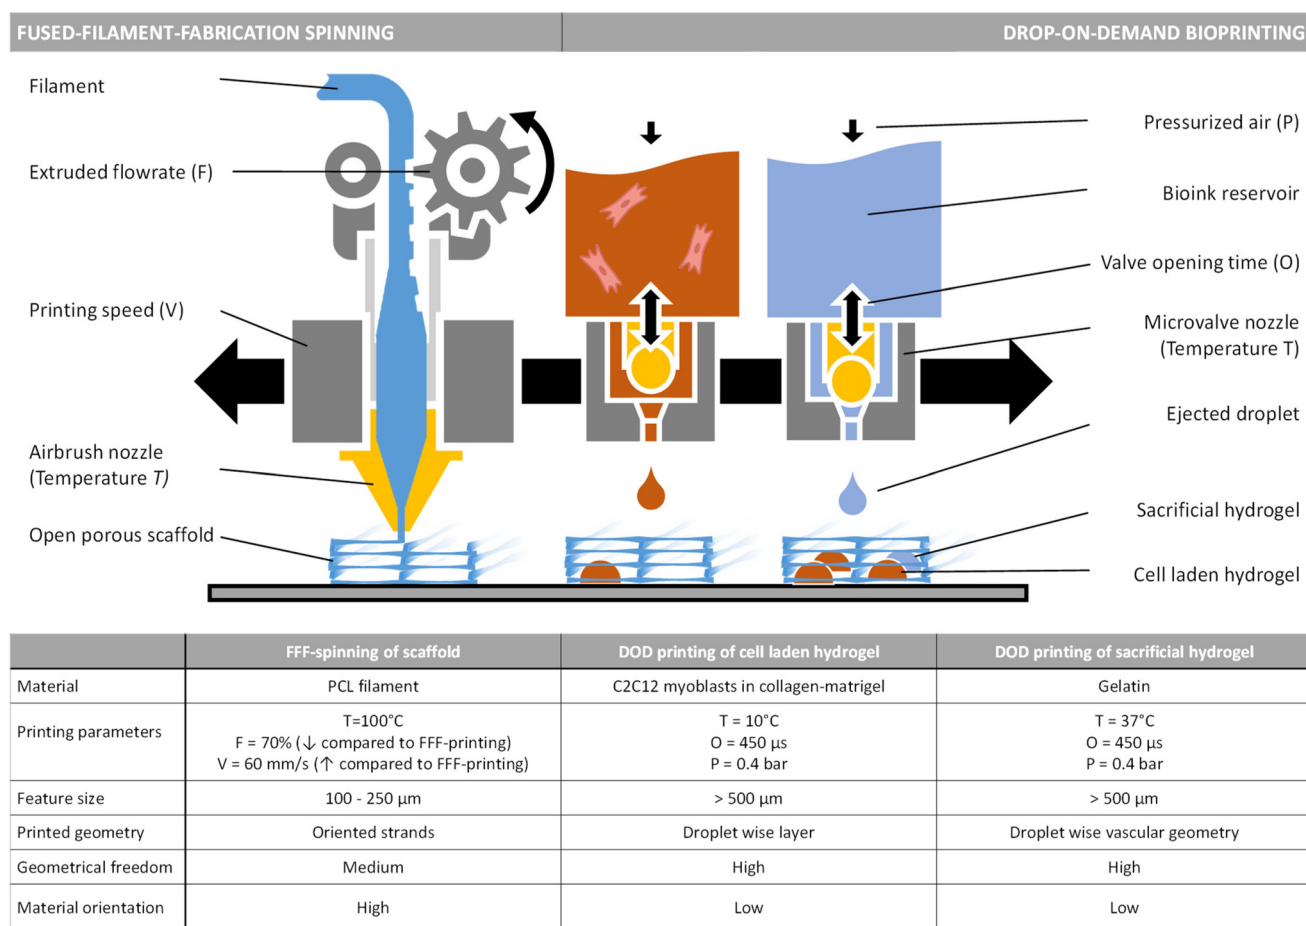 FUSED-FILAMENT-FABRICATION SPINNING
DROP-ON-DEMAND BIOPRINTING
Filament
Extruded flowrate (F)
Printing speed (V)
Airbrush nozzle
(Temperature T)
Open porous scaffold
Pressurized air (P)
Bioink reservoir
Valve opening time (O)
Microvalve nozzle
(Temperature T)
Ejected droplet
Sacrificial hydrogel
Cell laden hydrogel
FFF-spinning of scaffold DOD printing of cell laden hydrogel DOD printing of sacrificial hydrogel
Material PCL filament C2C12 myoblasts in collagen-matrigel Gelatin
Printing parameters
T=100°C T = 10°C T = 37°C
F = 70% (↓ compared to FFF-printing) O = 450 µs O = 450 µs
V = 60 mm/s (↑ compared to FFF-printing) P = 0.4 bar P = 0.4 bar
Feature size 100 - 250 µm > 500 µm > 500 µm
Printed geometry Oriented strands Droplet wise layer Droplet wise vascular geometry
Geometrical freedom Medium High High
Material orientation High Low Low